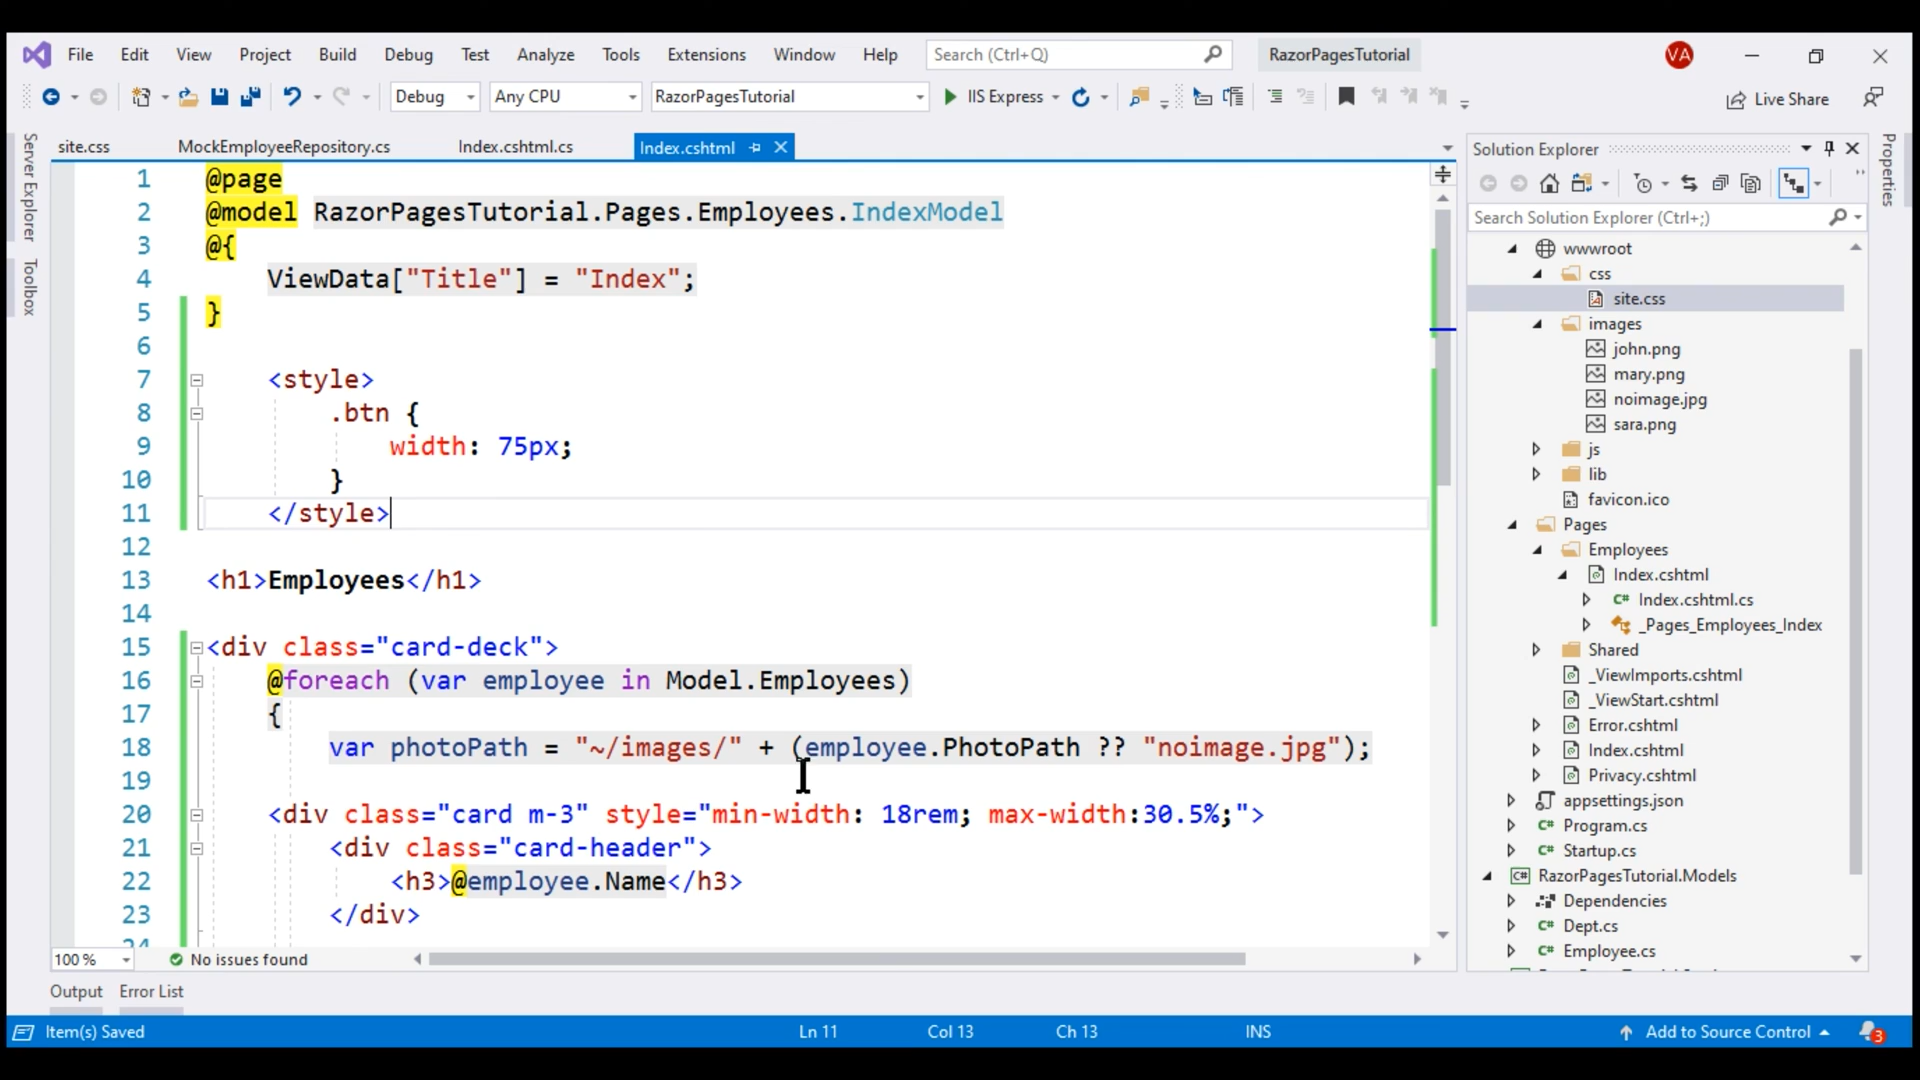 File Edit View Project Build Debug Test Analyze Tools Extensions Window Help Search (Ctrl+Q) RazorPagesTutorial VA
Debug Any CPU RazorPagesTutorial IIS Express Live Share
Server Explorer
Toolbox
site.css MockEmployeeRepository.cs Index.cshtml.cs Index.cshtml
1 @page
2 @model RazorPagesTutorial.Pages.Employees.IndexModel
3 @{
4 ViewData["Title"] = "Index";
5 }
6
7 <style>
8 .btn {
9 width: 75px;
10 }
11 </style>
12
13 <h1>Employees</h1>
14
15 <div class="card-deck">
16 @foreach (var employee in Model.Employees)
17 {
18 var photoPath = "~/images/" + (employee.PhotoPath ?? "noimage.jpg");
19
20 <div class="card m-3" style="min-width: 18rem; max-width:30.5%;">
21 <div class="card-header">
22 <h3>@employee.Name</h3>
23 </div>
24
100 % No issues found
Output Error List
Solution Explorer
Search Solution Explorer (Ctrl+;)
wwwroot
css
site.css
images
john.png
mary.png
noimage.jpg
sara.png
js
lib
favicon.ico
Pages
Employees
Index.cshtml
Index.cshtml.cs
_Pages_Employees_Index
Shared
_ViewImports.cshtml
_ViewStart.cshtml
Error.cshtml
Index.cshtml
Privacy.cshtml
appsettings.json
Program.cs
Startup.cs
RazorPagesTutorial.Models
Dependencies
Dept.cs
Employee.cs
Properties
Item(s) Saved Ln 11 Col 13 Ch 13 INS Add to Source Control 3